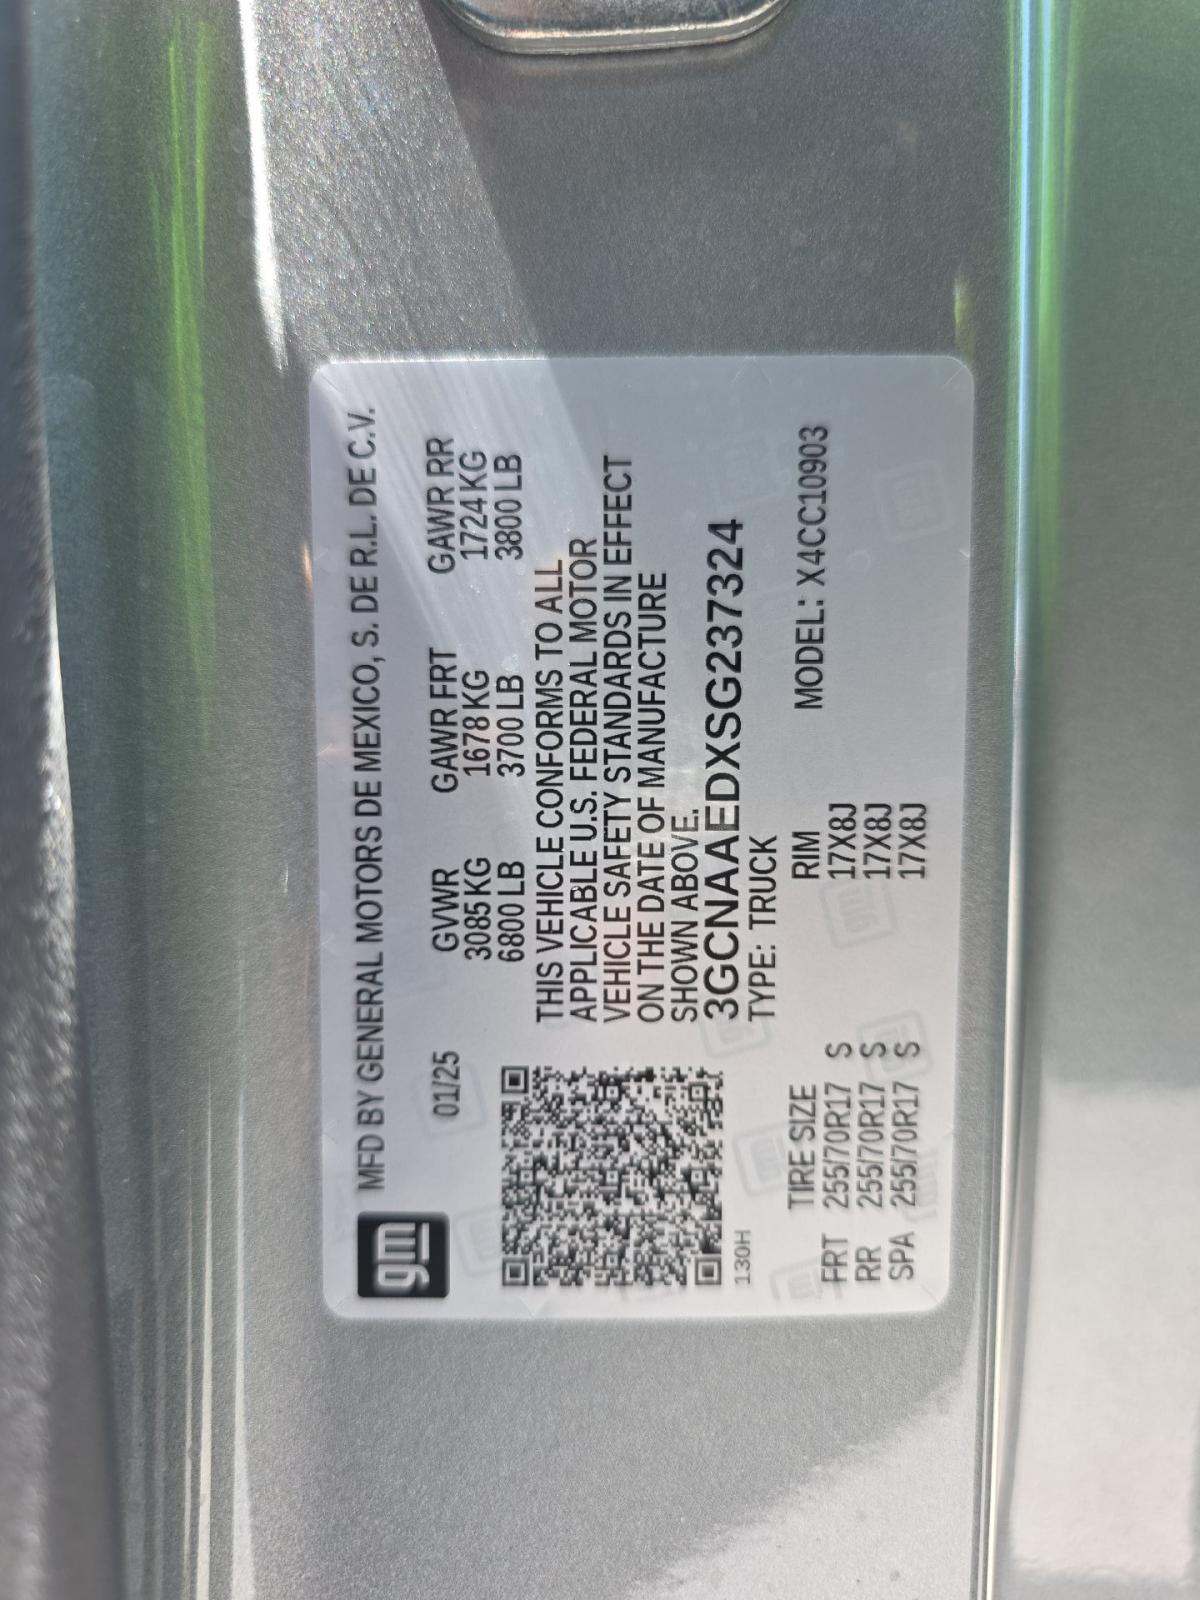 gm MFD BY GENERAL MOTORS DE MEXICO, S. DE R.L. DE C.V.
01/25 GVWR GAWR FRT GAWR RR
3085 KG 1678 KG 1724 KG
6800 LB 3700 LB 3800 LB
THIS VEHICLE CONFORMS TO ALL
APPLICABLE U.S. FEDERAL MOTOR
VEHICLE SAFETY STANDARDS IN EFFECT
ON THE DATE OF MANUFACTURE
SHOWN ABOVE.
3GCNAAEDXSG237324
130H TYPE: TRUCK
TIRE SIZE RIM MODEL: X4CC10903
FRT 255/70R17 S 17X8J
RR 255/70R17 S 17X8J
SPA 255/70R17 S 17X8J